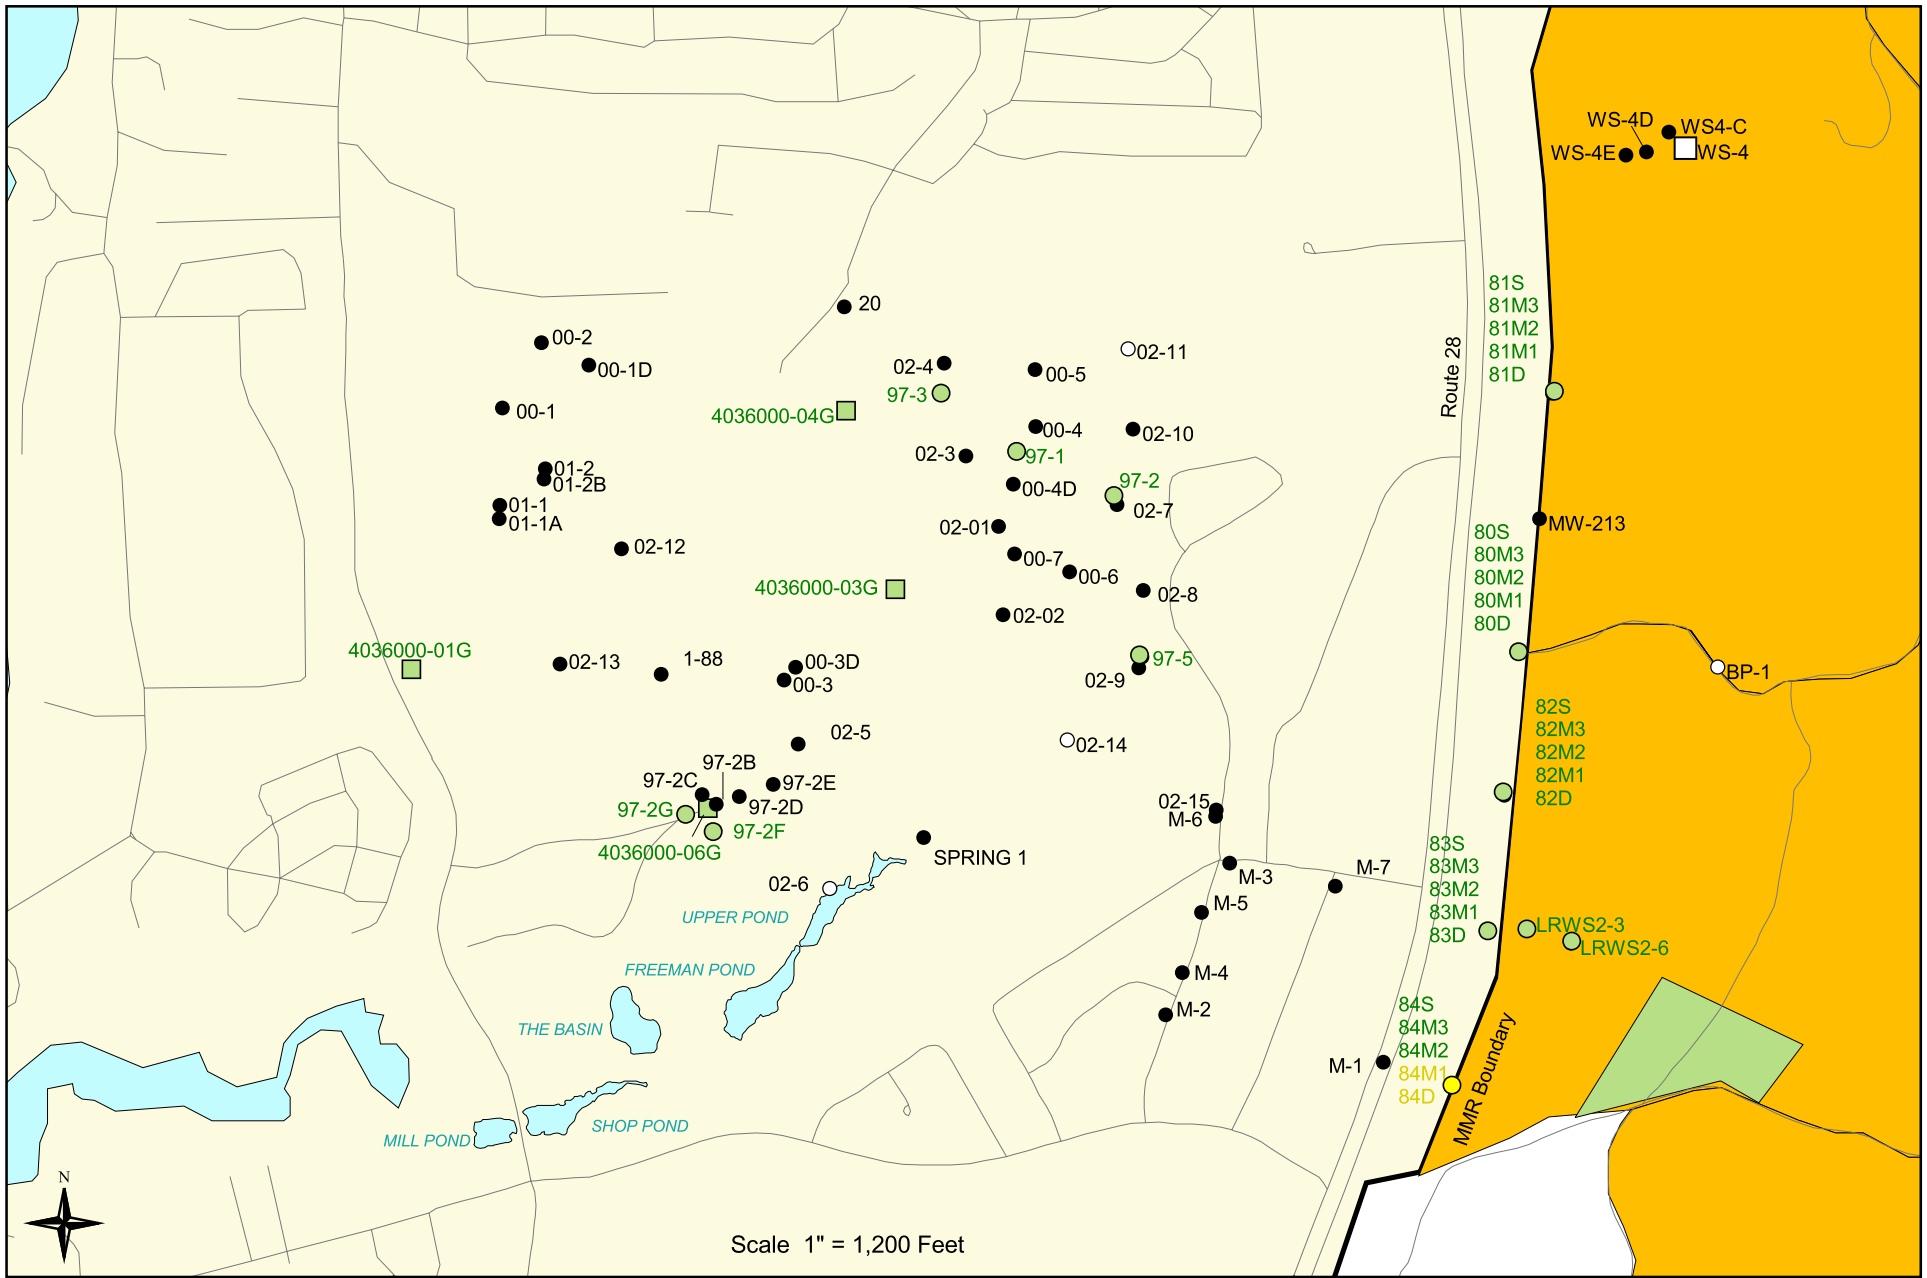 WS-4D
WS4-C
WS-4E
WS-4
81S
81M3
81M2
81M1
81D
20
00-2
00-1D
02-4
00-5
02-11
97-3
00-1
4036000-04G
Route 28
00-4
02-10
02-3
97-1
01-2
01-2B
97-2
00-4D
02-7
01-1
01-1A
02-01
MW-213
80S
80M3
80M2
80M1
80D
02-12
00-7
00-6
4036000-03G
02-8
02-02
4036000-01G
02-13
1-88
00-3D
00-3
97-5
02-9
BP-1
82S
82M3
82M2
82M1
82D
02-5
02-14
97-2B
97-2C
97-2E
97-2G
97-2D
97-2F
4036000-06G
02-15
M-6
SPRING 1
83S
83M3
83M2
83M1
83D
M-3
M-7
02-6
M-5
UPPER POND
LRWS2-3
LRWS2-6
FREEMAN POND
M-4
M-2
THE BASIN
84S
84M3
84M2
84M1
84D
M-1
MMR Boundary
SHOP POND
MILL POND
N
Scale 1" = 1,200 Feet